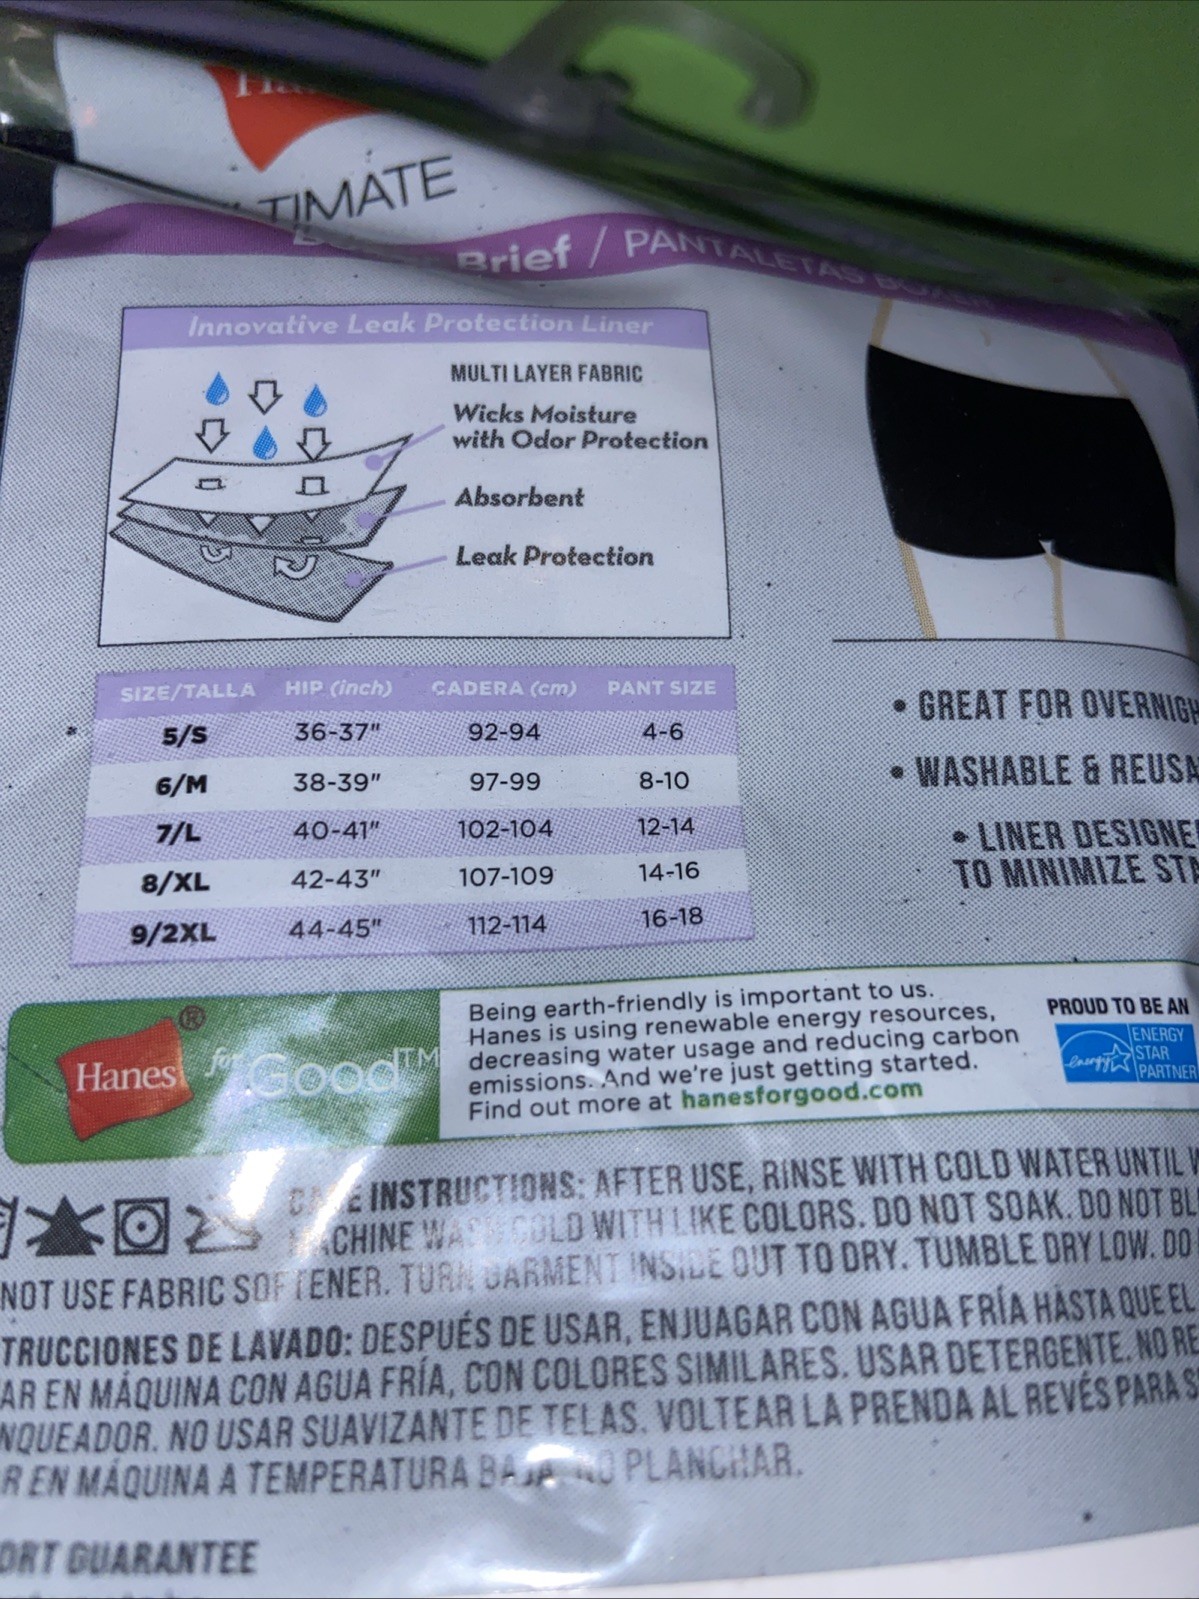 TIMATE
Brief / PANTALETAS BOXER
Innovative Leak Protection Liner
MULTI LAYER FABRIC
Wicks Moisture
with Odor Protection
Absorbent
Leak Protection
SIZE/TALLA HIP (inch) CADERA (cm) PANT SIZE
5/S 36-37" 92-94 4-6
6/M 38-39" 97-99 8-10
7/L 40-41" 102-104 12-14
8/XL 42-43" 107-109 14-16
9/2XL 44-45" 112-114 16-18
• GREAT FOR OVERNIGH
• WASHABLE & REUSA
• LINER DESIGNE
TO MINIMIZE STA
Hanes® for Good™
Being earth-friendly is important to us.
Hanes is using renewable energy resources,
decreasing water usage and reducing carbon
emissions. And we're just getting started.
Find out more at hanesforgood.com
PROUD TO BE AN
energy
ENERGY
STAR
PARTNER
CARE INSTRUCTIONS: AFTER USE, RINSE WITH COLD WATER UNTIL
MACHINE WASH COLD WITH LIKE COLORS. DO NOT SOAK. DO NOT BL
NOT USE FABRIC SOFTENER. TURN GARMENT INSIDE OUT TO DRY. TUMBLE DRY LOW. DO
TRUCCIONES DE LAVADO: DESPUÉS DE USAR, ENJUAGAR CON AGUA FRÍA HASTA QUE EL
AR EN MÁQUINA CON AGUA FRÍA, CON COLORES SIMILARES. USAR DETERGENTE. NO RE
NQUEADOR. NO USAR SUAVIZANTE DE TELAS. VOLTEAR LA PRENDA AL REVÉS PARA S
R EN MÁQUINA A TEMPERATURA BAJA. NO PLANCHAR.
ORT GUARANTEE